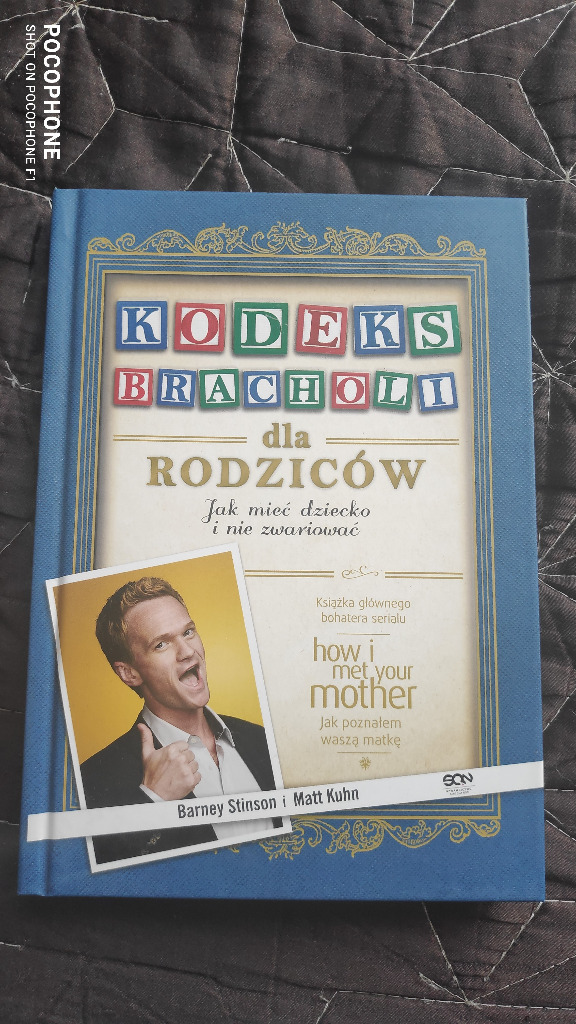 POCOPHONE
SHOT ON POCOPHONE F1
KODEKS
BRACHOLI
dla
RODZICÓW
Jak mieć dziecko
i nie zwariować
Książka głównego
bohatera serialu
how i
met your
mother
Jak poznałem
waszą matkę
Barney Stinson i Matt Kuhn
SQN